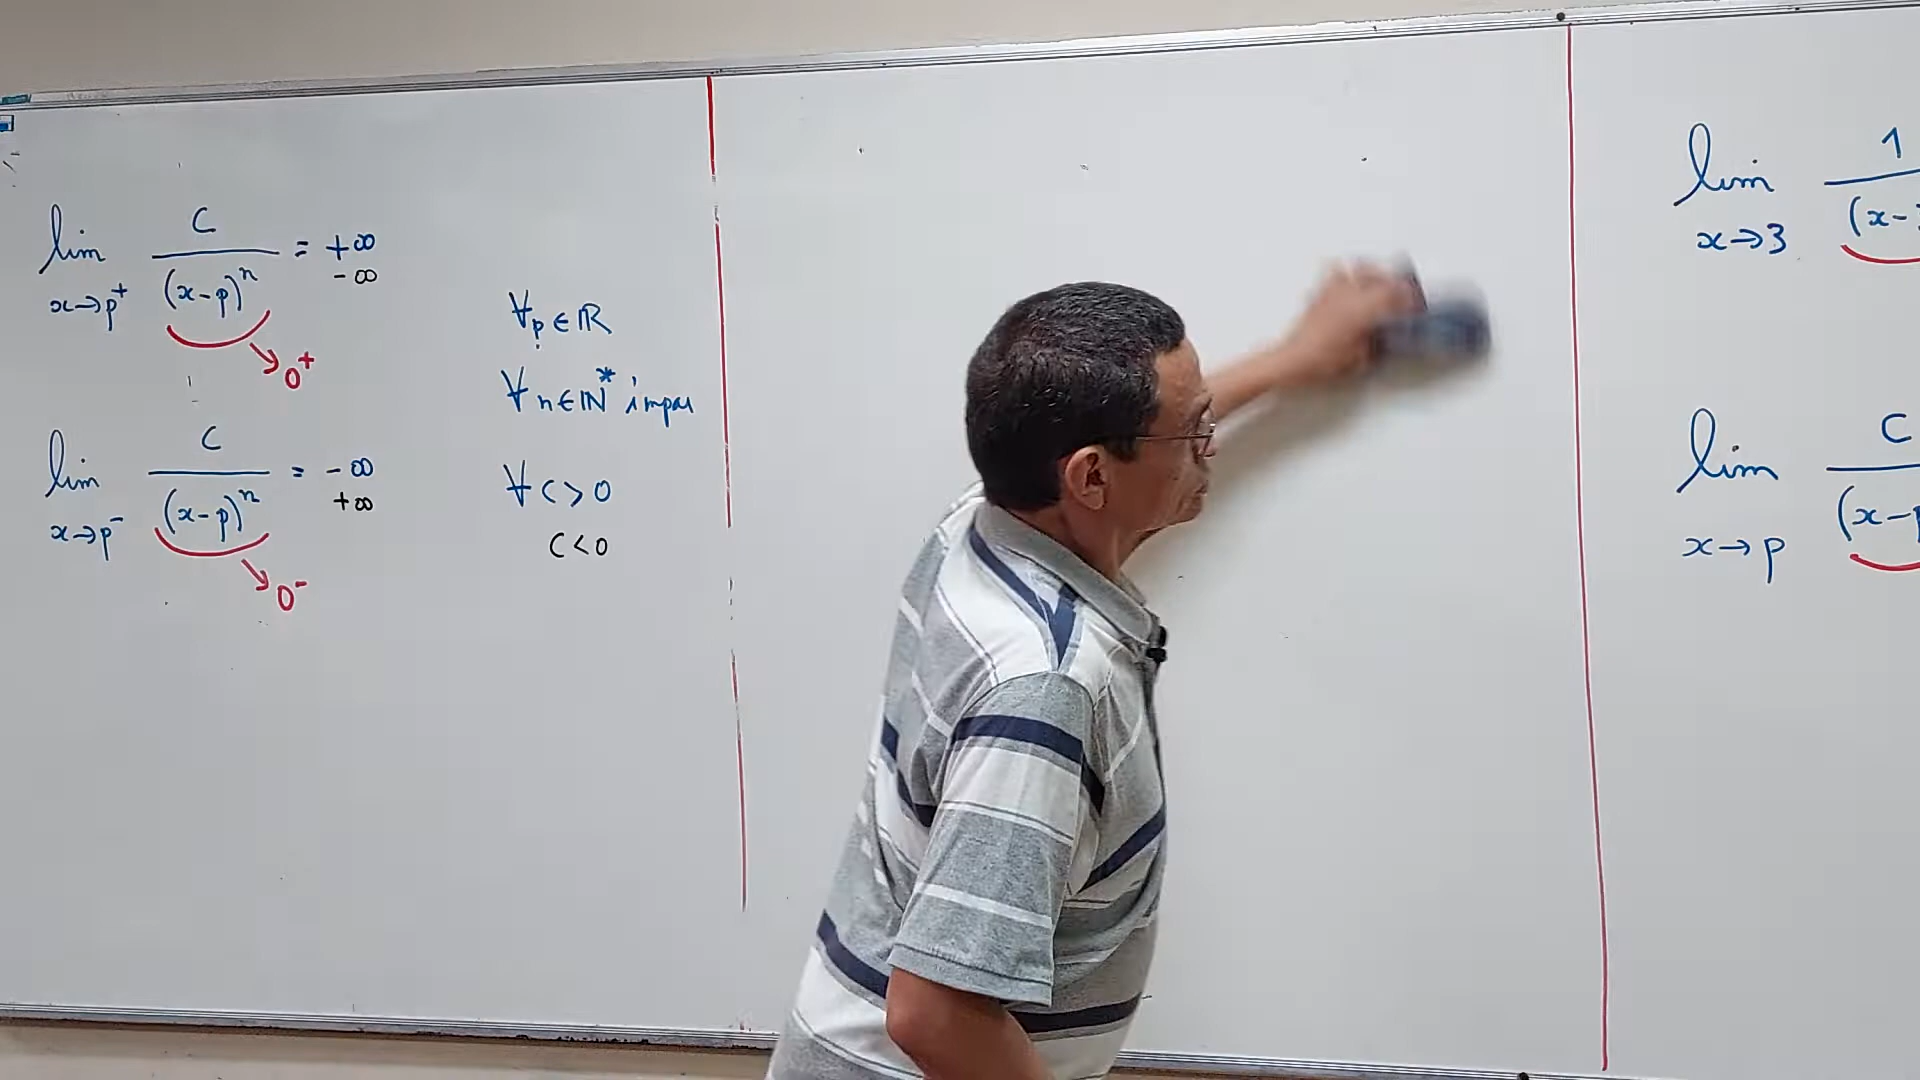 lim x→p⁺ C/(x-p)ⁿ = +∞
-∞
→ 0⁺
lim x→p⁻ C/(x-p)ⁿ = -∞
+∞
→ 0⁻
∀p∈ℝ
∀n∈ℕ* impar
∀C>0
C<0
lim x→3 1/(x-
lim x→p C/(x-p